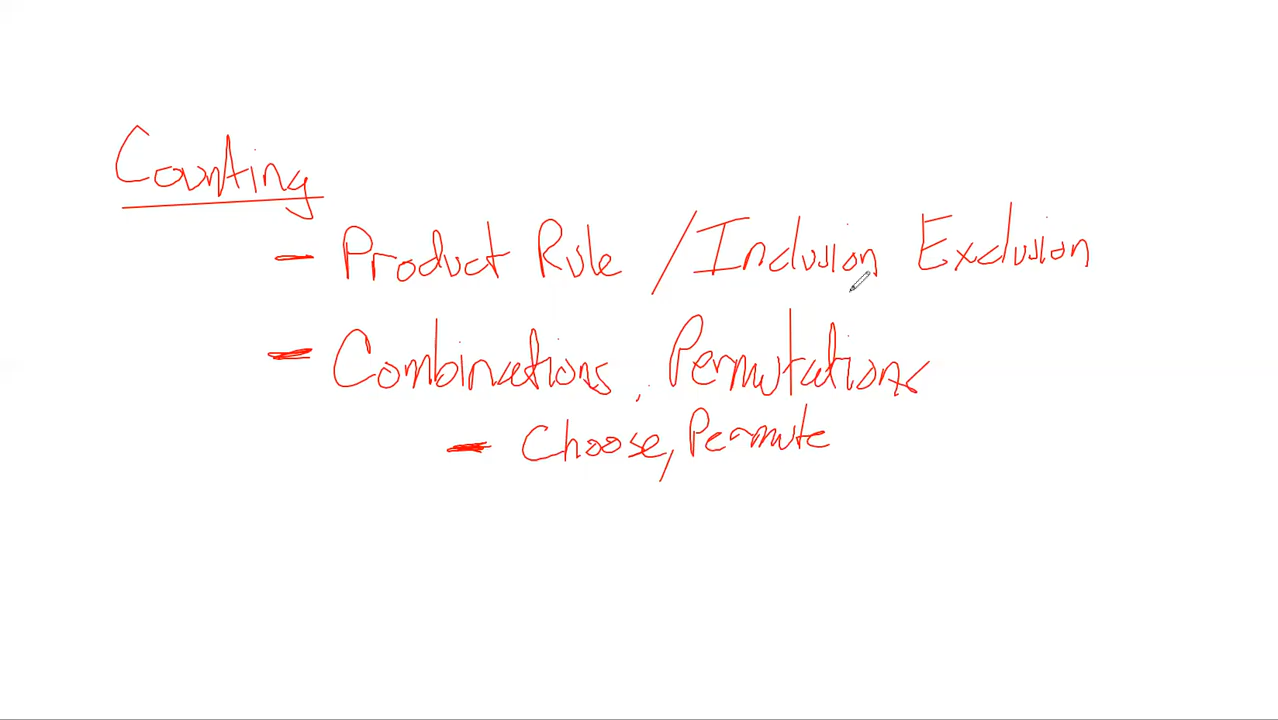 Counting
- Product Rule / Inclusion Exclusion
- Combinations, Permutations
- Choose, Permute